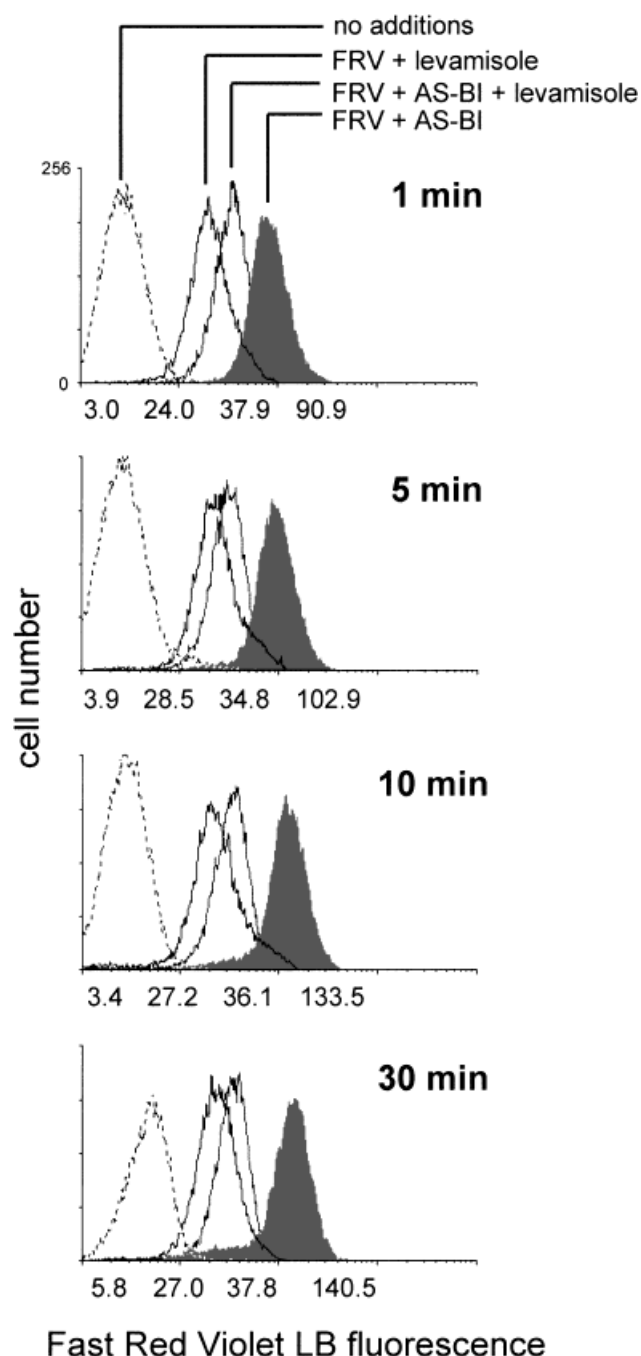 no additions
FRV + levamisole
FRV + AS-BI + levamisole
FRV + AS-BI
256
1 min
0
3.0 24.0 37.9 90.9
5 min
3.9 28.5 34.8 102.9
cell number
10 min
3.4 27.2 36.1 133.5
30 min
5.8 27.0 37.8 140.5
Fast Red Violet LB fluorescence